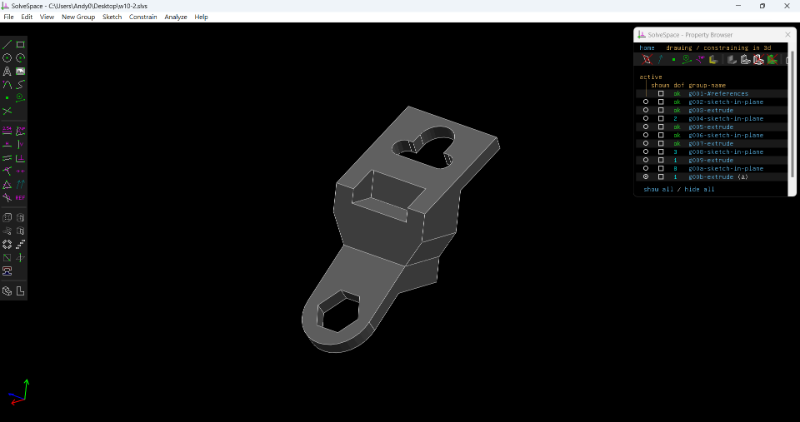 SolveSpace - C:\Users\Andy0\Desktop\w10-2.slvs
File Edit View New Group Sketch Constrain Analyze Help
SolveSpace - Property Browser
home drawing / constraining in 3d
active
shown dof group-name
ok g001-#references
ok g002-sketch-in-plane
ok g003-extrude
2 g004-sketch-in-plane
ok g005-extrude
ok g006-sketch-in-plane
ok g007-extrude
3 g008-sketch-in-plane
1 g009-extrude
8 g00a-sketch-in-plane
1 g00b-extrude (Δ)
show all / hide all